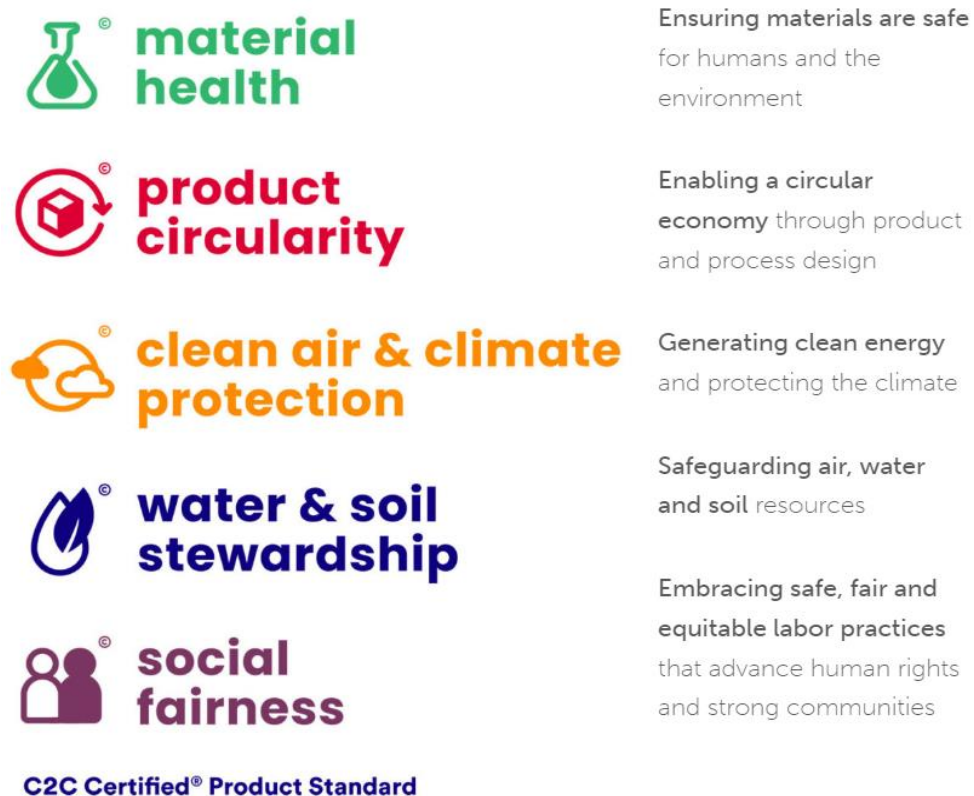 © material
health
Ensuring materials are safe
for humans and the
environment
© product
circularity
Enabling a circular
economy through product
and process design
© clean air & climate
protection
Generating clean energy
and protecting the climate
© water & soil
stewardship
Safeguarding air, water
and soil resources
© social
fairness
Embracing safe, fair and
equitable labor practices
that advance human rights
and strong communities
C2C Certified® Product Standard